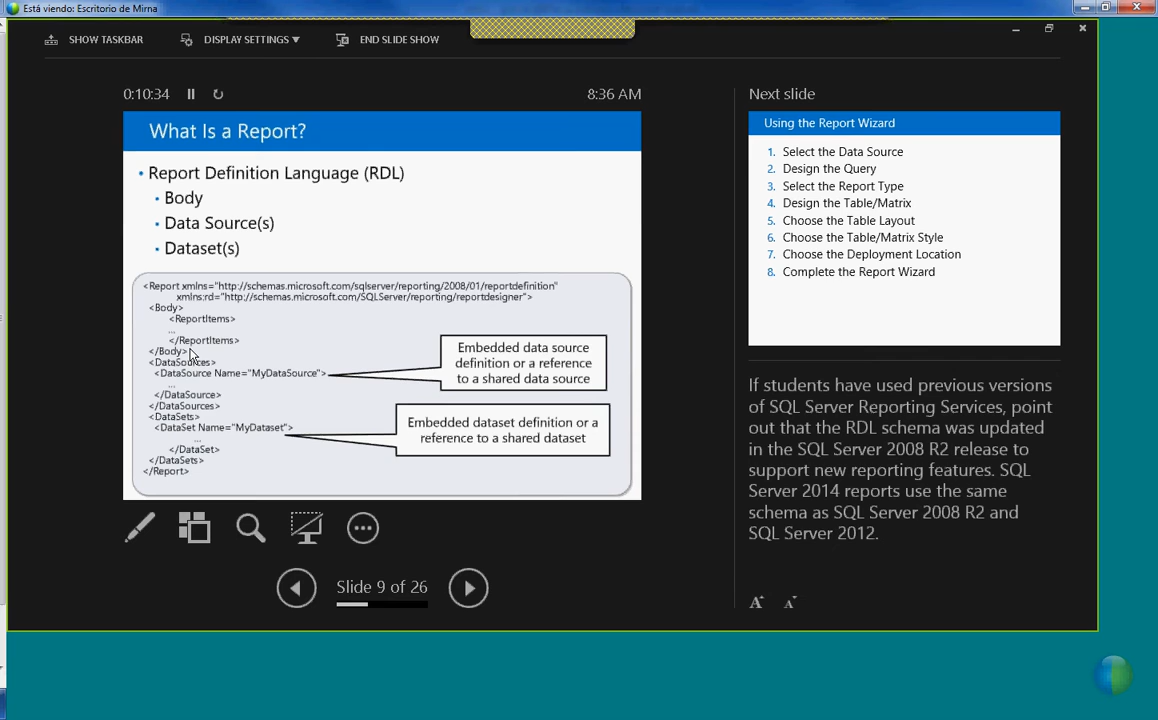 Está viendo: Escritorio de Mirna
SHOW TASKBAR
DISPLAY SETTINGS
END SLIDE SHOW
0:10:34
8:36 AM
What Is a Report?
• Report Definition Language (RDL)
• Body
• Data Source(s)
• Dataset(s)
<Report xmlns="http://schemas.microsoft.com/sqlserver/reporting/2008/01/reportdefinition"
xmlns:rd="http://schemas.microsoft.com/SQLServer/reporting/reportdesigner">
<Body>
<ReportItems>
...
</ReportItems>
</Body>
<DataSources>
<DataSource Name="MyDataSource">
...
</DataSource>
</DataSources>
<DataSets>
<DataSet Name="MyDataset">
...
</DataSet>
</DataSets>
</Report>
Embedded data source
definition or a reference
to a shared data source
Embedded dataset definition or a
reference to a shared dataset
Slide 9 of 26
Next slide
Using the Report Wizard
1. Select the Data Source
2. Design the Query
3. Select the Report Type
4. Design the Table/Matrix
5. Choose the Table Layout
6. Choose the Table/Matrix Style
7. Choose the Deployment Location
8. Complete the Report Wizard
If students have used previous versions
of SQL Server Reporting Services, point
out that the RDL schema was updated
in the SQL Server 2008 R2 release to
support new reporting features. SQL
Server 2014 reports use the same
schema as SQL Server 2008 R2 and
SQL Server 2012.
A A